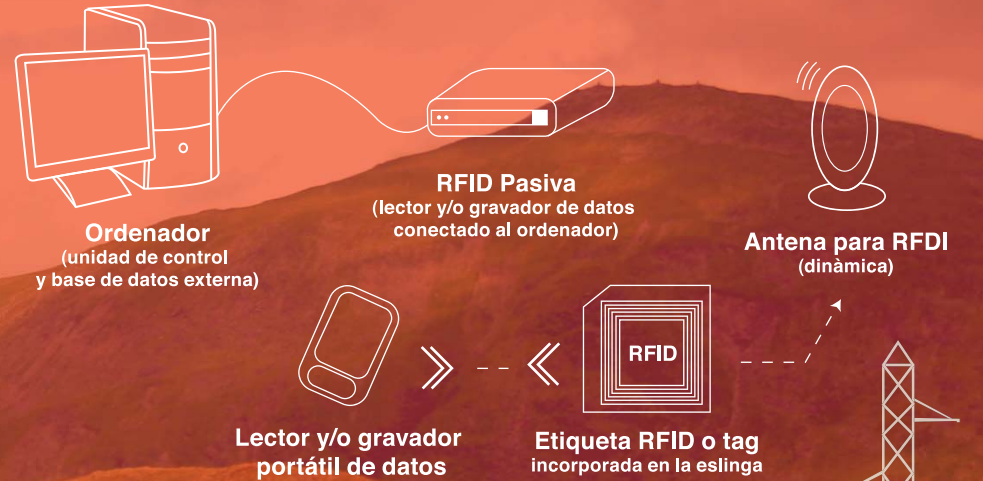 Ordenador
(unidad de control
y base de datos externa)
RFID Pasiva
(lector y/o gravador de datos
conectado al ordenador)
Antena para RFDI
(dinàmica)
Lector y/o gravador
portátil de datos
RFID
Etiqueta RFID o tag
incorporada en la eslinga